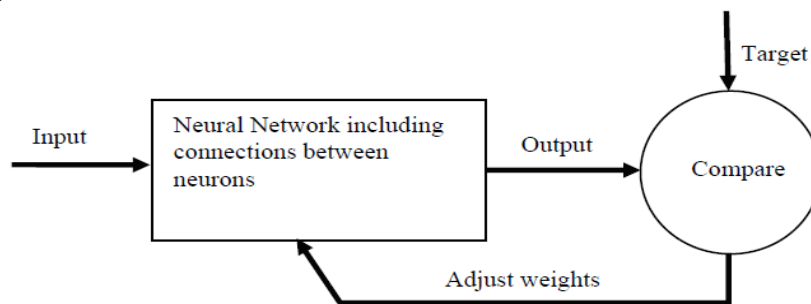 Target
Input
Neural Network including
connections between
neurons
Output
Compare
Adjust weights